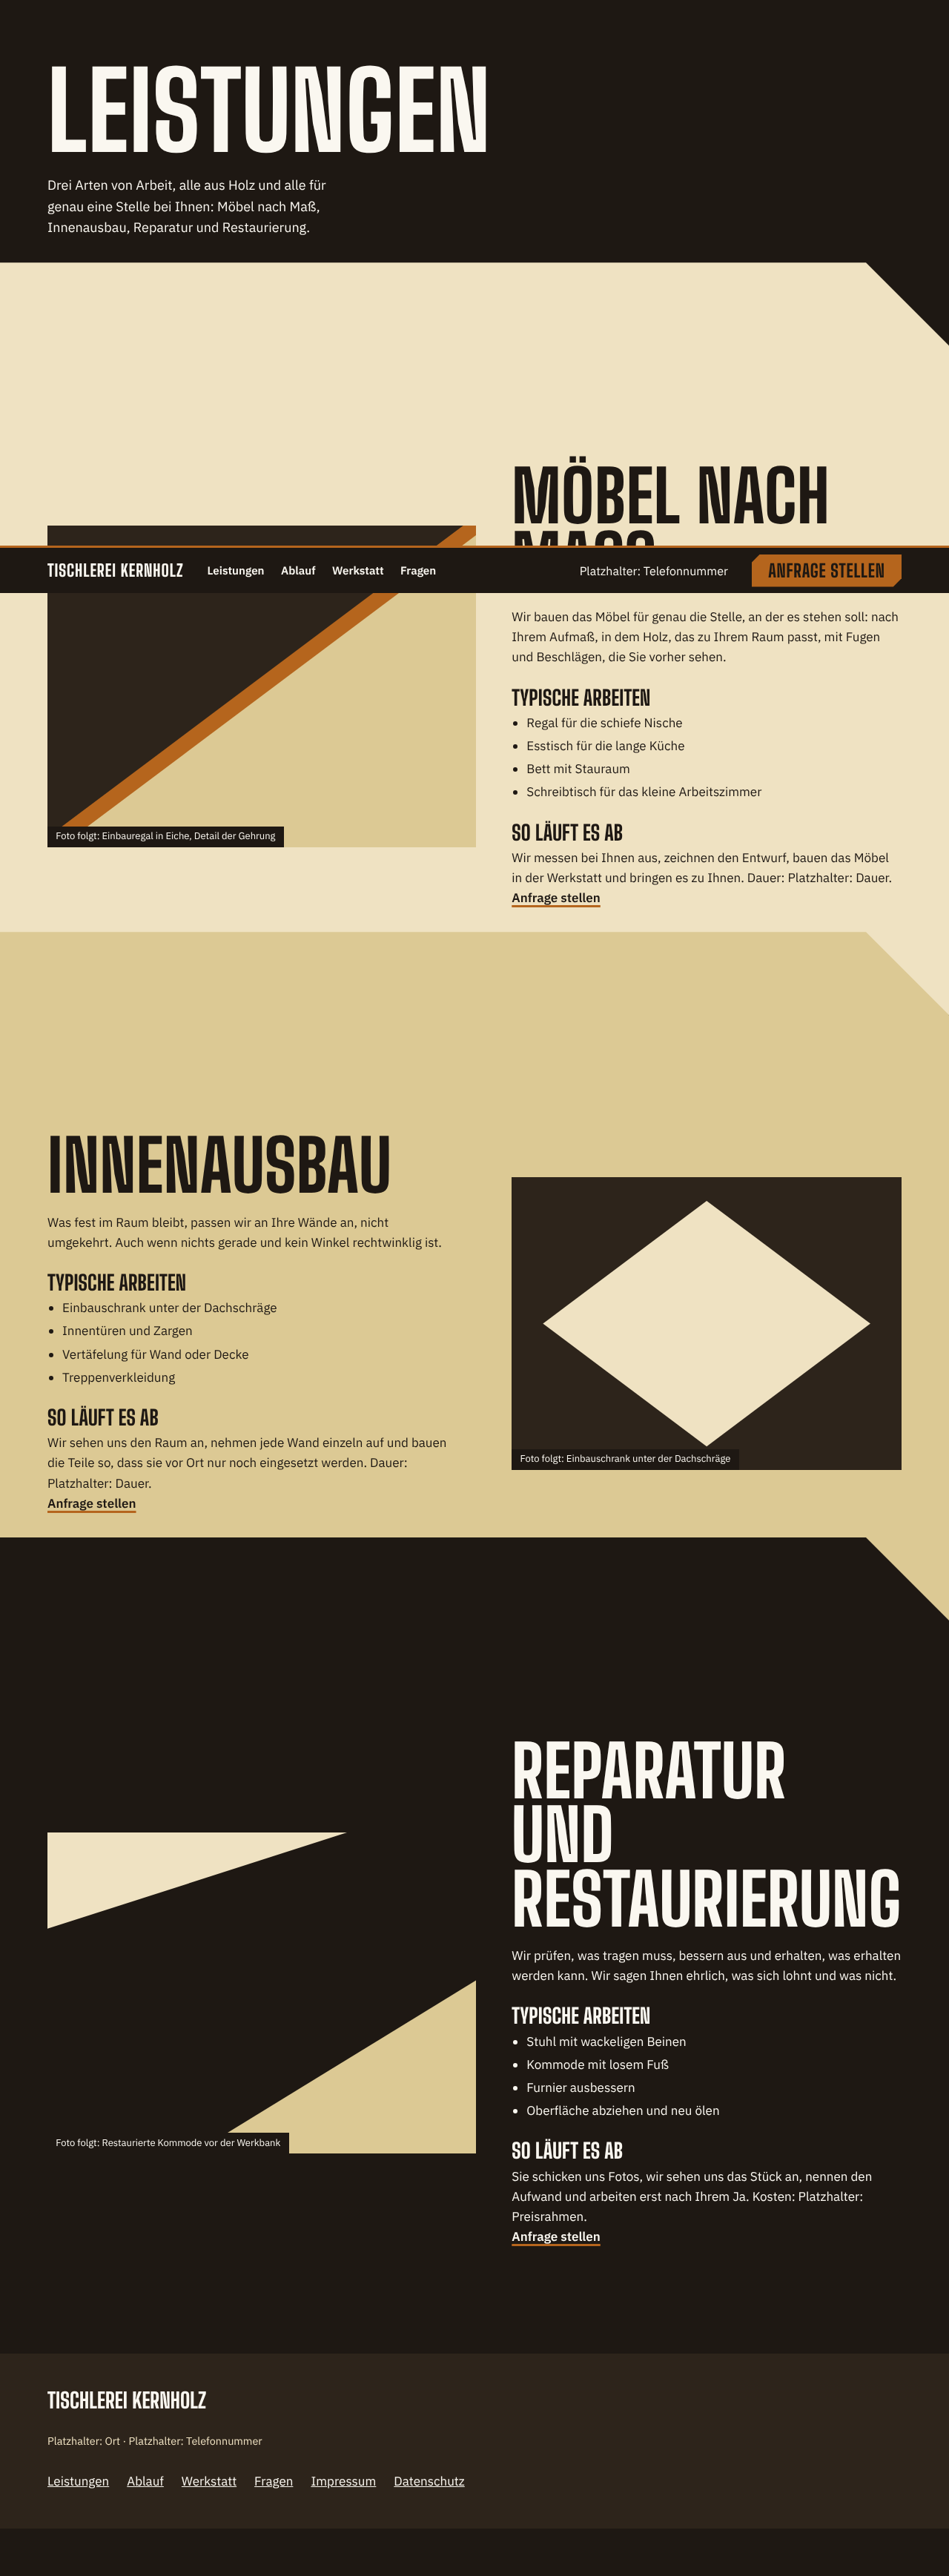 LEISTUNGEN
Drei Arten von Arbeit, alle aus Holz und alle für
genau eine Stelle bei Ihnen: Möbel nach Maß,
Innenausbau, Reparatur und Restaurierung.
MÖBEL NACH
TISCHLEREI KERNHOLZ
Leistungen Ablauf Werkstatt Fragen
Platzhalter: Telefonnummer
ANFRAGE STELLEN
Foto folgt: Einbauregal in Eiche, Detail der Gehrung
Wir bauen das Möbel für genau die Stelle, an der es stehen soll: nach
Ihrem Aufmaß, in dem Holz, das zu Ihrem Raum passt, mit Fugen
und Beschlägen, die Sie vorher sehen.
TYPISCHE ARBEITEN
• Regal für die schiefe Nische
• Esstisch für die lange Küche
• Bett mit Stauraum
• Schreibtisch für das kleine Arbeitszimmer
SO LÄUFT ES AB
Wir messen bei Ihnen aus, zeichnen den Entwurf, bauen das Möbel
in der Werkstatt und bringen es zu Ihnen. Dauer: Platzhalter: Dauer.
Anfrage stellen
INNENAUSBAU
Was fest im Raum bleibt, passen wir an Ihre Wände an, nicht
umgekehrt. Auch wenn nichts gerade und kein Winkel rechtwinklig ist.
TYPISCHE ARBEITEN
• Einbauschrank unter der Dachschräge
• Innentüren und Zargen
• Vertäfelung für Wand oder Decke
• Treppenverkleidung
SO LÄUFT ES AB
Wir sehen uns den Raum an, nehmen jede Wand einzeln auf und bauen
die Teile so, dass sie vor Ort nur noch eingesetzt werden. Dauer:
Platzhalter: Dauer.
Anfrage stellen
Foto folgt: Einbauschrank unter der Dachschräge
REPARATUR
UND
RESTAURIERUNG
Wir prüfen, was tragen muss, bessern aus und erhalten, was erhalten
werden kann. Wir sagen Ihnen ehrlich, was sich lohnt und was nicht.
TYPISCHE ARBEITEN
• Stuhl mit wackeligen Beinen
• Kommode mit losem Fuß
• Furnier ausbessern
• Oberfläche abziehen und neu ölen
SO LÄUFT ES AB
Sie schicken uns Fotos, wir sehen uns das Stück an, nennen den
Aufwand und arbeiten erst nach Ihrem Ja. Kosten: Platzhalter:
Preisrahmen.
Anfrage stellen
Foto folgt: Restaurierte Kommode vor der Werkbank
TISCHLEREI KERNHOLZ
Platzhalter: Ort · Platzhalter: Telefonnummer
Leistungen Ablauf Werkstatt Fragen Impressum Datenschutz